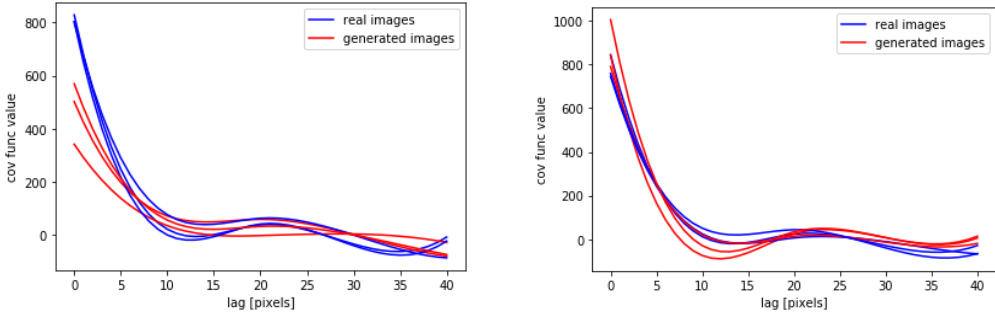 real images
generated images
cov func value
800
600
400
200
0
0 5 10 15 20 25 30 35 40
lag [pixels]
real images
generated images
cov func value
1000
800
600
400
200
0
0 5 10 15 20 25 30 35 40
lag [pixels]